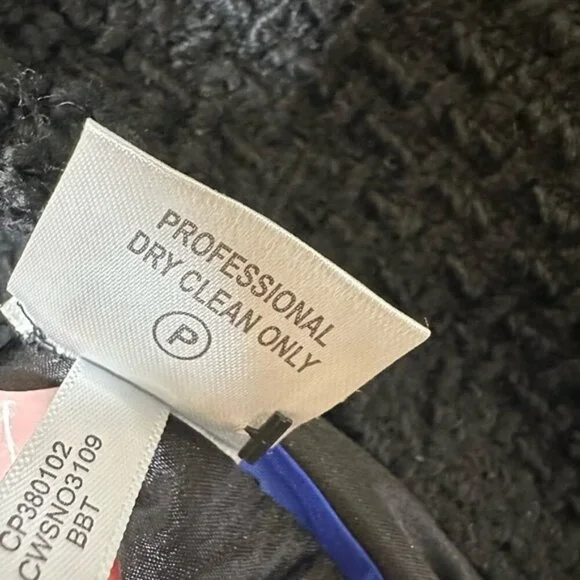 PROFESSIONAL
DRY CLEAN ONLY
P
CP380102
CWSNO3109
BBT